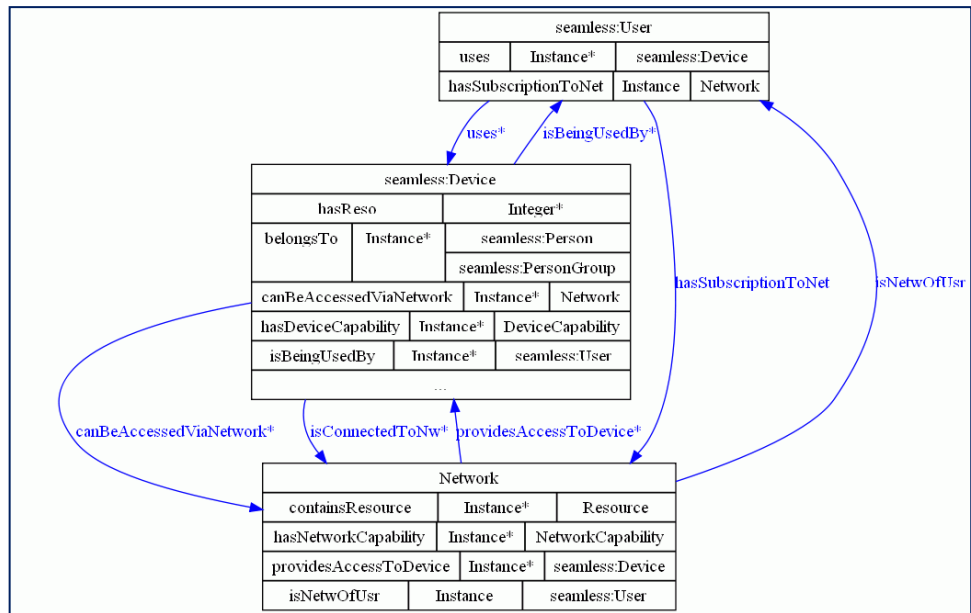 seamless:User
uses Instance* seamless:Device
hasSubscriptionToNet Instance Network
uses* isBeingUsedBy*
seamless:Device
hasReso Integer*
belongsTo Instance* seamless:Person
seamless:PersonGroup
hasSubscriptionToNet isNetwOfUsr
canBeAccessedViaNetwork Instance* Network
hasDeviceCapability Instance* DeviceCapability
isBeingUsedBy Instance* seamless:User
...
canBeAccessedViaNetwork* isConnectedToNw* providesAccessToDevice*
Network
containsResource Instance* Resource
hasNetworkCapability Instance* NetworkCapability
providesAccessToDevice Instance* seamless:Device
isNetwOfUsr Instance seamless:User